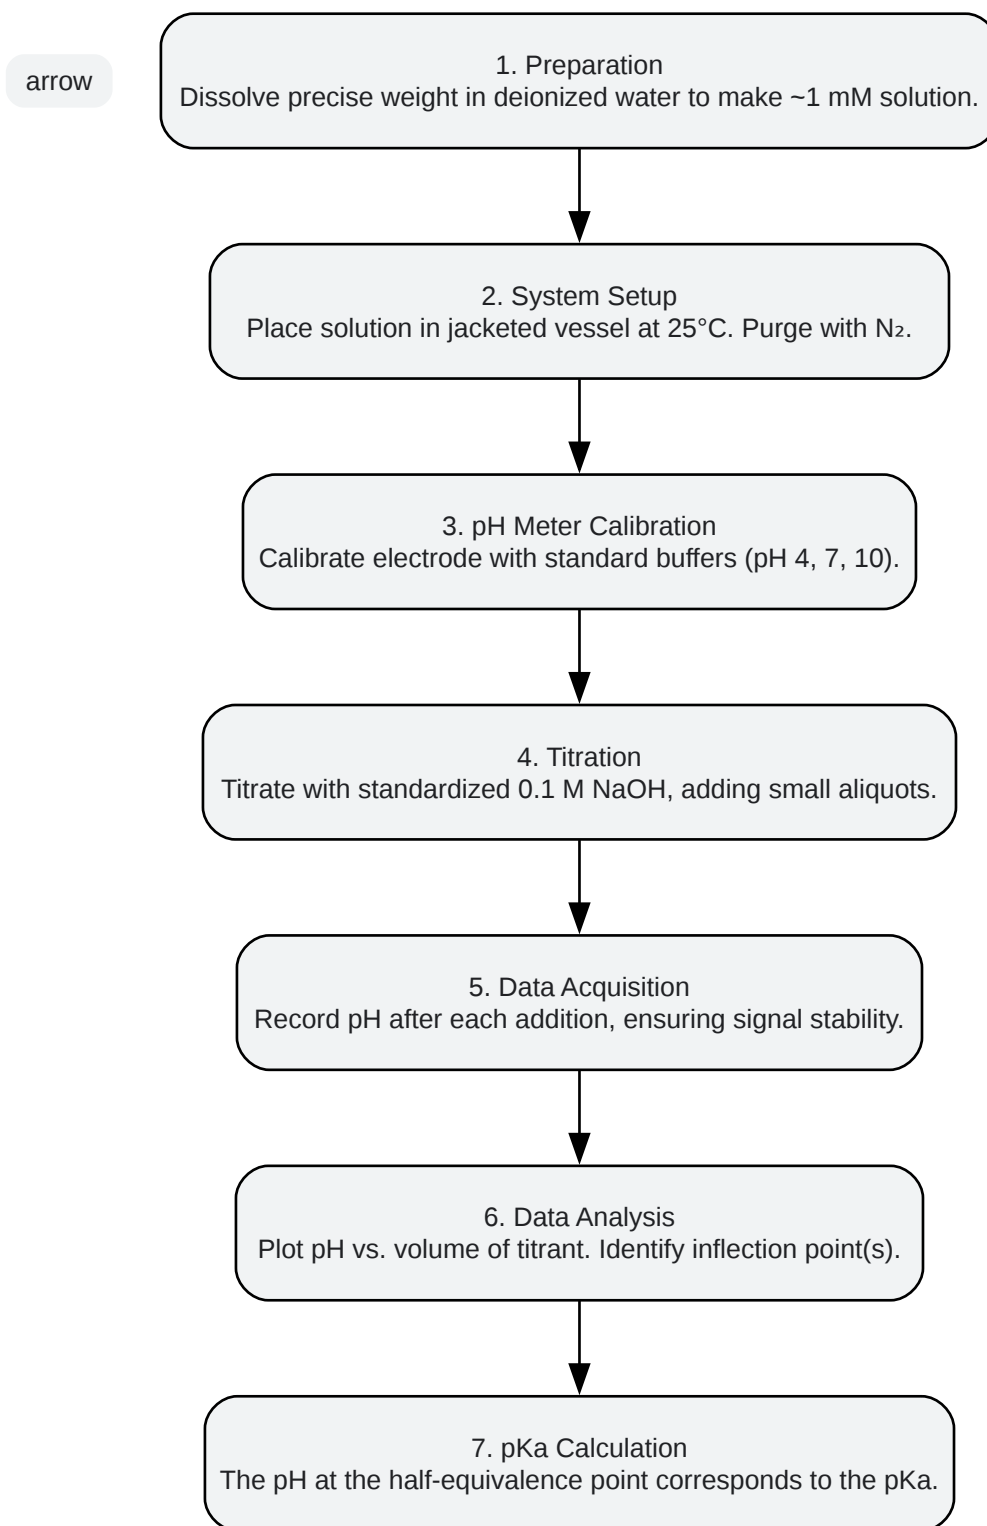 arrow
1. Preparation
Dissolve precise weight in deionized water to make ~1 mM solution.
2. System Setup
Place solution in jacketed vessel at 25°C. Purge with N₂.
3. pH Meter Calibration
Calibrate electrode with standard buffers (pH 4, 7, 10).
4. Titration
Titrate with standardized 0.1 M NaOH, adding small aliquots.
5. Data Acquisition
Record pH after each addition, ensuring signal stability.
6. Data Analysis
Plot pH vs. volume of titrant. Identify inflection point(s).
7. pKa Calculation
The pH at the half-equivalence point corresponds to the pKa.